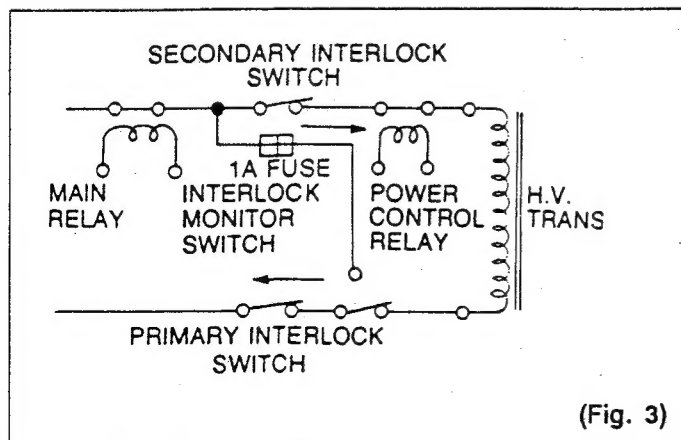 SECONDARY INTERLOCK
SWITCH
1A FUSE
MAIN
RELAY
INTERLOCK
MONITOR
SWITCH
POWER
CONTROL
RELAY
H.V.
TRANS
PRIMARY INTERLOCK
SWITCH
(Fig. 3)